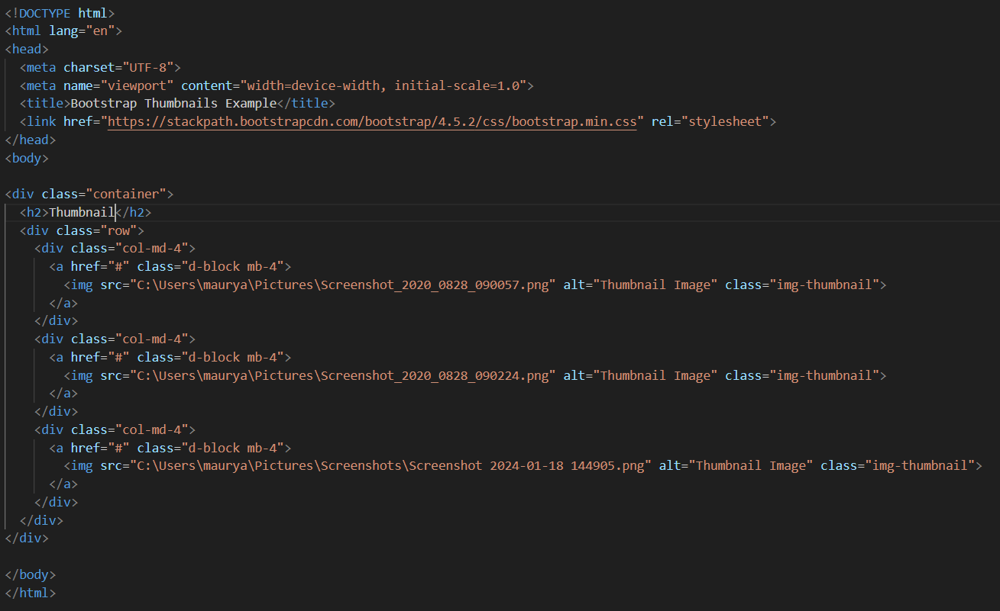 <!DOCTYPE html>
<html lang="en">
<head>
  <meta charset="UTF-8">
  <meta name="viewport" content="width=device-width, initial-scale=1.0">
  <title>Bootstrap Thumbnails Example</title>
  <link href="https://stackpath.bootstrapcdn.com/bootstrap/4.5.2/css/bootstrap.min.css" rel="stylesheet">
</head>
<body>

<div class="container">
  <h2>Thumbnail</h2>
  <div class="row">
    <div class="col-md-4">
      <a href="#" class="d-block mb-4">
        <img src="C:\Users\maurya\Pictures\Screenshot_2020_0828_090057.png" alt="Thumbnail Image" class="img-thumbnail">
      </a>
    </div>
    <div class="col-md-4">
      <a href="#" class="d-block mb-4">
        <img src="C:\Users\maurya\Pictures\Screenshot_2020_0828_090224.png" alt="Thumbnail Image" class="img-thumbnail">
      </a>
    </div>
    <div class="col-md-4">
      <a href="#" class="d-block mb-4">
        <img src="C:\Users\maurya\Pictures\Screenshots\Screenshot 2024-01-18 144905.png" alt="Thumbnail Image" class="img-thumbnail">
      </a>
    </div>
  </div>
</div>

</body>
</html>